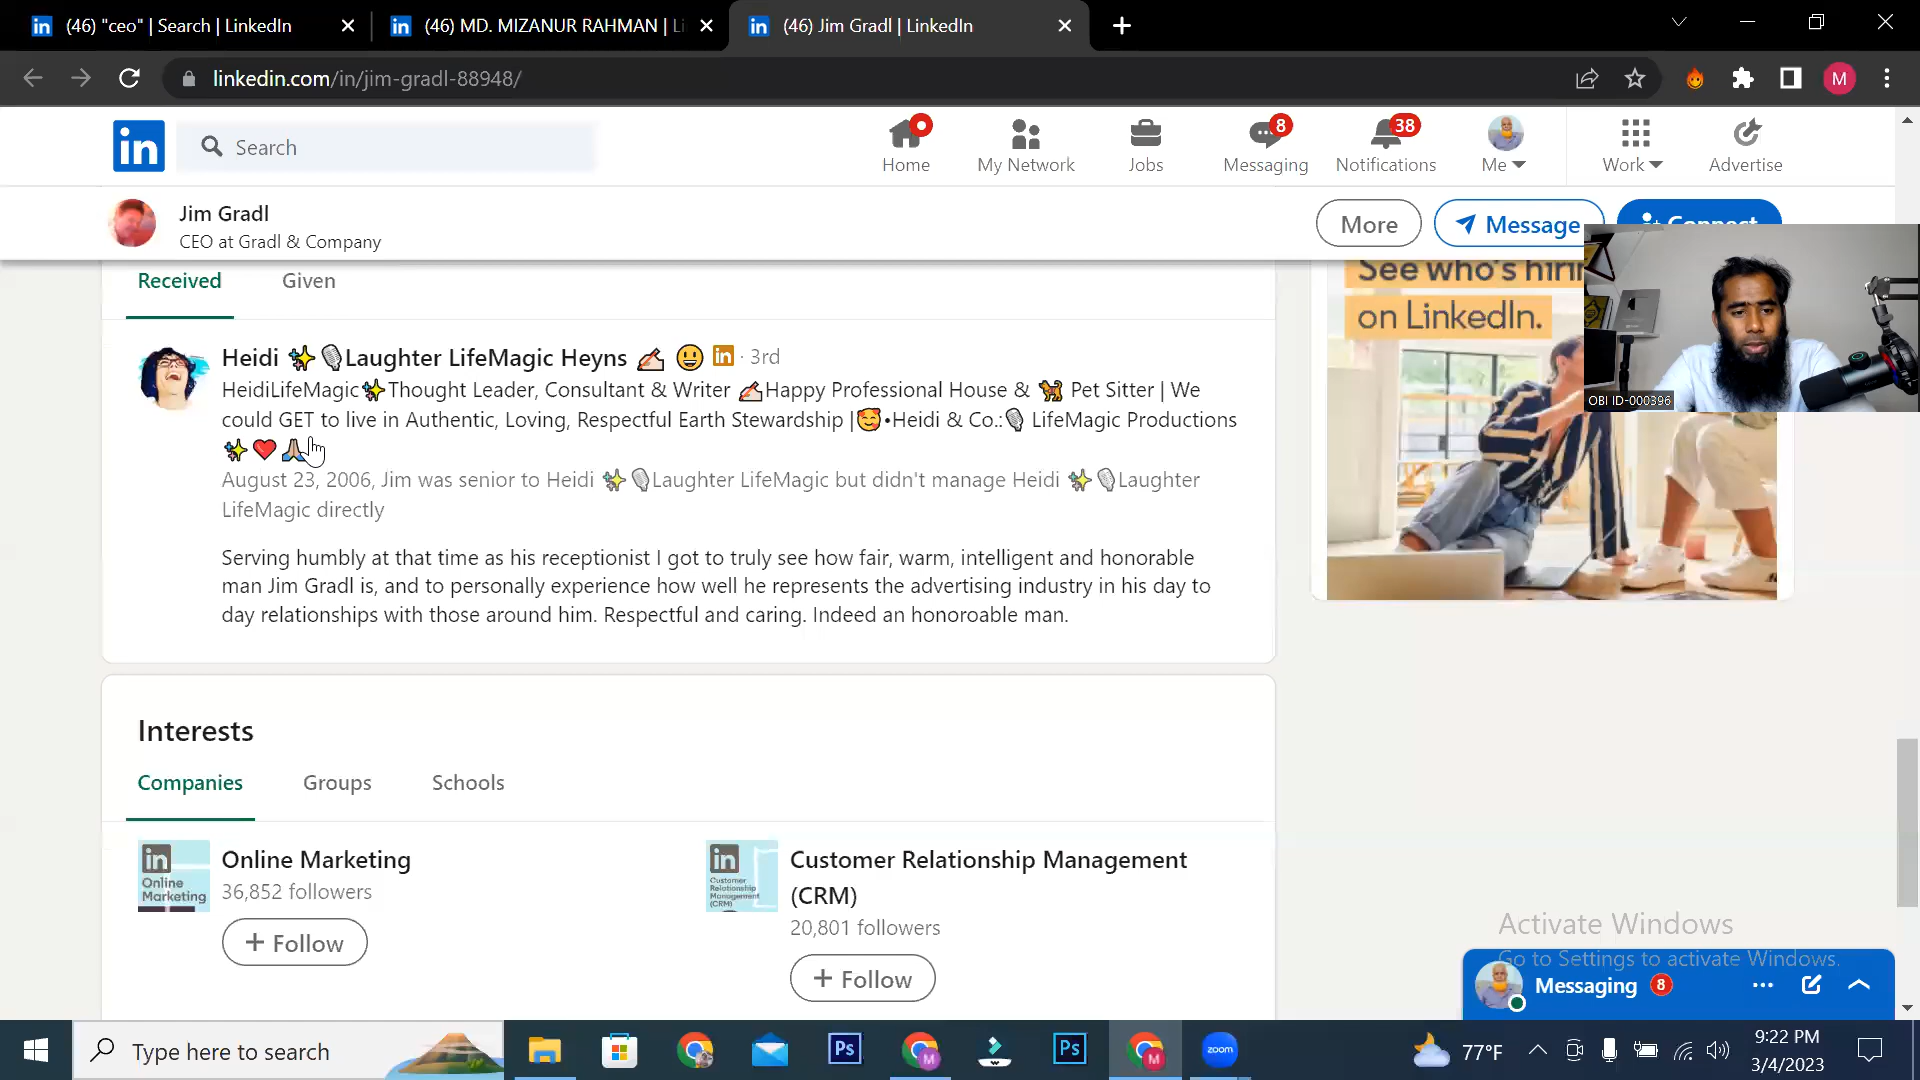 (46) "ceo" | Search | LinkedIn
(46) MD. MIZANUR RAHMAN | Li
(46) Jim Gradl | LinkedIn
linkedin.com/in/jim-gradl-88948/
M
in
Search
Home
My Network
Jobs
8
Messaging
38
Notifications
Me
Work
Advertise
Jim Gradl
CEO at Gradl & Company
More
Message
Connect
Received
Given
Heidi ✨🎙Laughter LifeMagic Heyns ✍ 😃 in · 3rd
HeidiLifeMagic✨Thought Leader, Consultant & Writer ✍Happy Professional House & 🐕 Pet Sitter | We
could GET to live in Authentic, Loving, Respectful Earth Stewardship |🥰•Heidi & Co.:🎙 LifeMagic Productions
✨❤🙏
August 23, 2006, Jim was senior to Heidi ✨🎙Laughter LifeMagic but didn't manage Heidi ✨🎙Laughter
LifeMagic directly
Serving humbly at that time as his receptionist I got to truly see how fair, warm, intelligent and honorable
man Jim Gradl is, and to personally experience how well he represents the advertising industry in his day to
day relationships with those around him. Respectful and caring. Indeed an honoroable man.
See who's hiri
on LinkedIn.
OBI ID-000396
Interests
Companies
Groups
Schools
in
Online
Marketing
Online Marketing
36,852 followers
+ Follow
in
Customer
Relationship
Management
(CRM)
Customer Relationship Management
(CRM)
20,801 followers
+ Follow
Activate Windows
Go to Settings to activate Windows.
Messaging 8
Type here to search
Ps
M
Ps
M
zoom
77°F
9:22 PM
3/4/2023